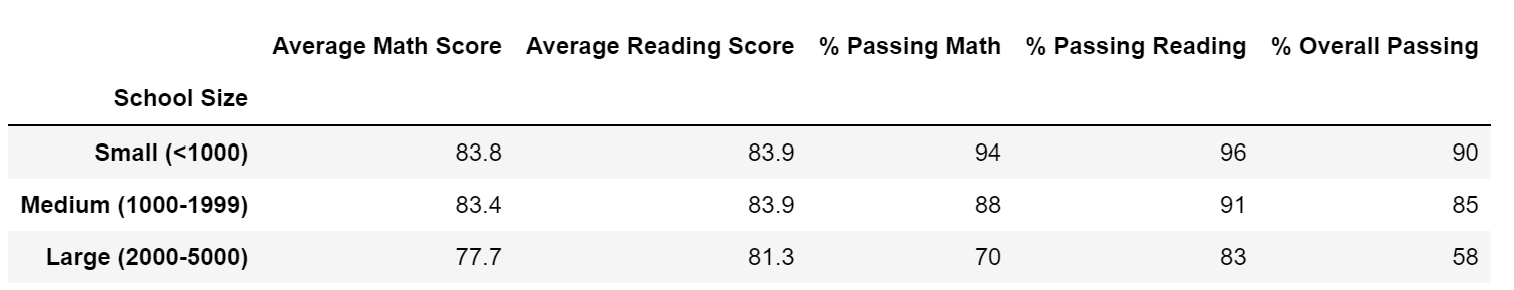 Average Math Score Average Reading Score % Passing Math % Passing Reading % Overall Passing
School Size
Small (<1000) 83.8 83.9 94 96 90
Medium (1000-1999) 83.4 83.9 88 91 85
Large (2000-5000) 77.7 81.3 70 83 58